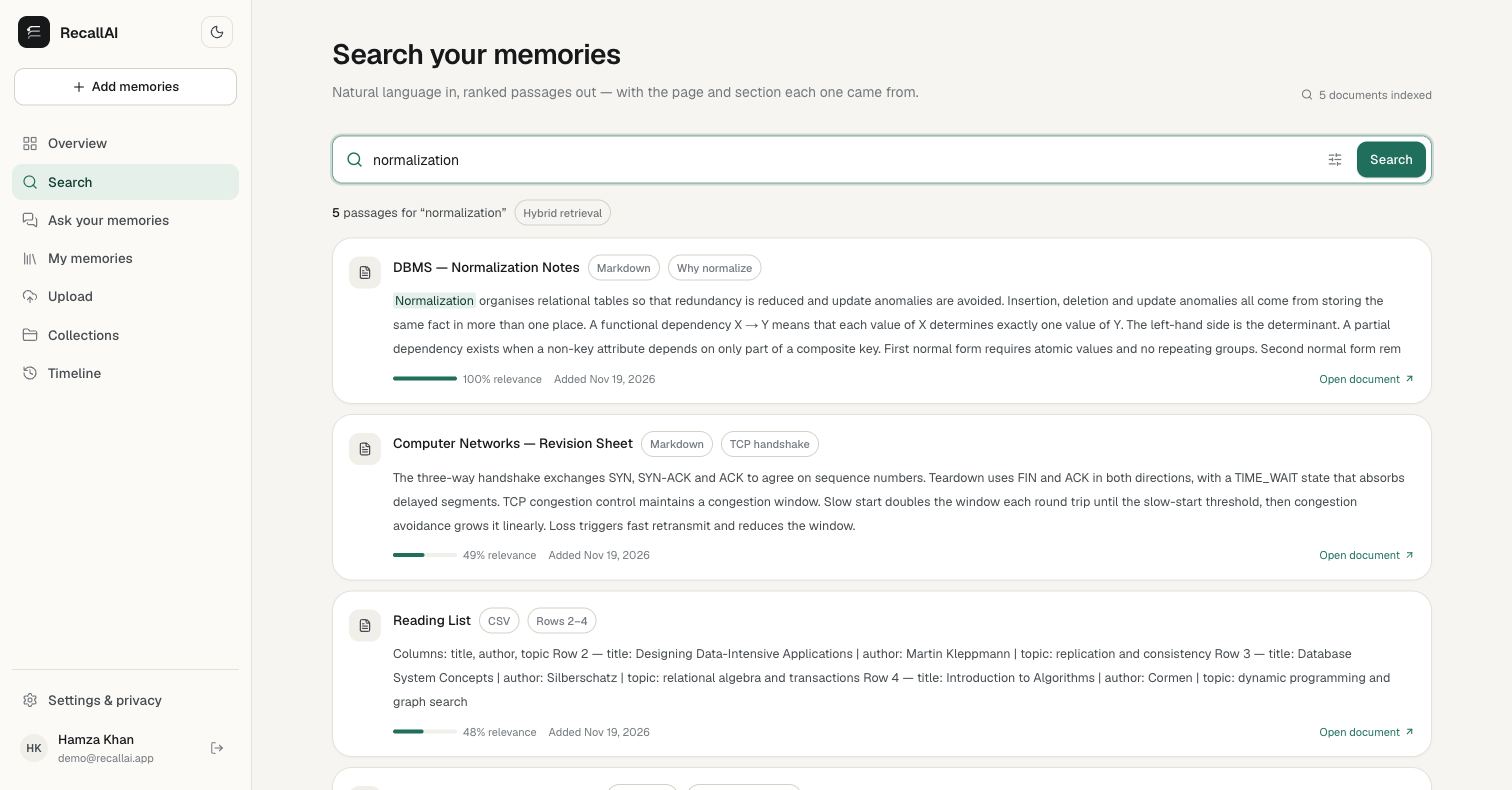 RecallAI
Add memories
Overview
Search
Ask your memories
My memories
Upload
Collections
Timeline
Settings & privacy
HK
Hamza Khan
demo@recallai.app
Search your memories
Natural language in, ranked passages out — with the page and section each one came from.
5 documents indexed
normalization
Search
5 passages for “normalization” Hybrid retrieval
DBMS — Normalization Notes Markdown Why normalize
Normalization organises relational tables so that redundancy is reduced and update anomalies are avoided. Insertion, deletion and update anomalies all come from storing the
same fact in more than one place. A functional dependency X → Y means that each value of X determines exactly one value of Y. The left-hand side is the determinant. A partial
dependency exists when a non-key attribute depends on only part of a composite key. First normal form requires atomic values and no repeating groups. Second normal form rem
100% relevance Added Nov 19, 2026 Open document
Computer Networks — Revision Sheet Markdown TCP handshake
The three-way handshake exchanges SYN, SYN-ACK and ACK to agree on sequence numbers. Teardown uses FIN and ACK in both directions, with a TIME_WAIT state that absorbs
delayed segments. TCP congestion control maintains a congestion window. Slow start doubles the window each round trip until the slow-start threshold, then congestion
avoidance grows it linearly. Loss triggers fast retransmit and reduces the window.
49% relevance Added Nov 19, 2026 Open document
Reading List CSV Rows 2–4
Columns: title, author, topic Row 2 — title: Designing Data-Intensive Applications | author: Martin Kleppmann | topic: replication and consistency Row 3 — title: Database
System Concepts | author: Silberschatz | topic: relational algebra and transactions Row 4 — title: Introduction to Algorithms | author: Cormen | topic: dynamic programming and
graph search
48% relevance Added Nov 19, 2026 Open document